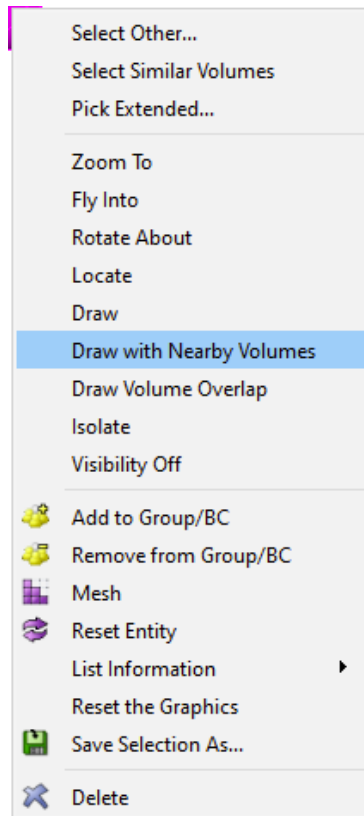 Select Other...
Select Similar Volumes
Pick Extended...
Zoom To
Fly Into
Rotate About
Locate
Draw
Draw with Nearby Volumes
Draw Volume Overlap
Isolate
Visibility Off
Add to Group/BC
Remove from Group/BC
Mesh
Reset Entity
List Information
Reset the Graphics
Save Selection As...
Delete